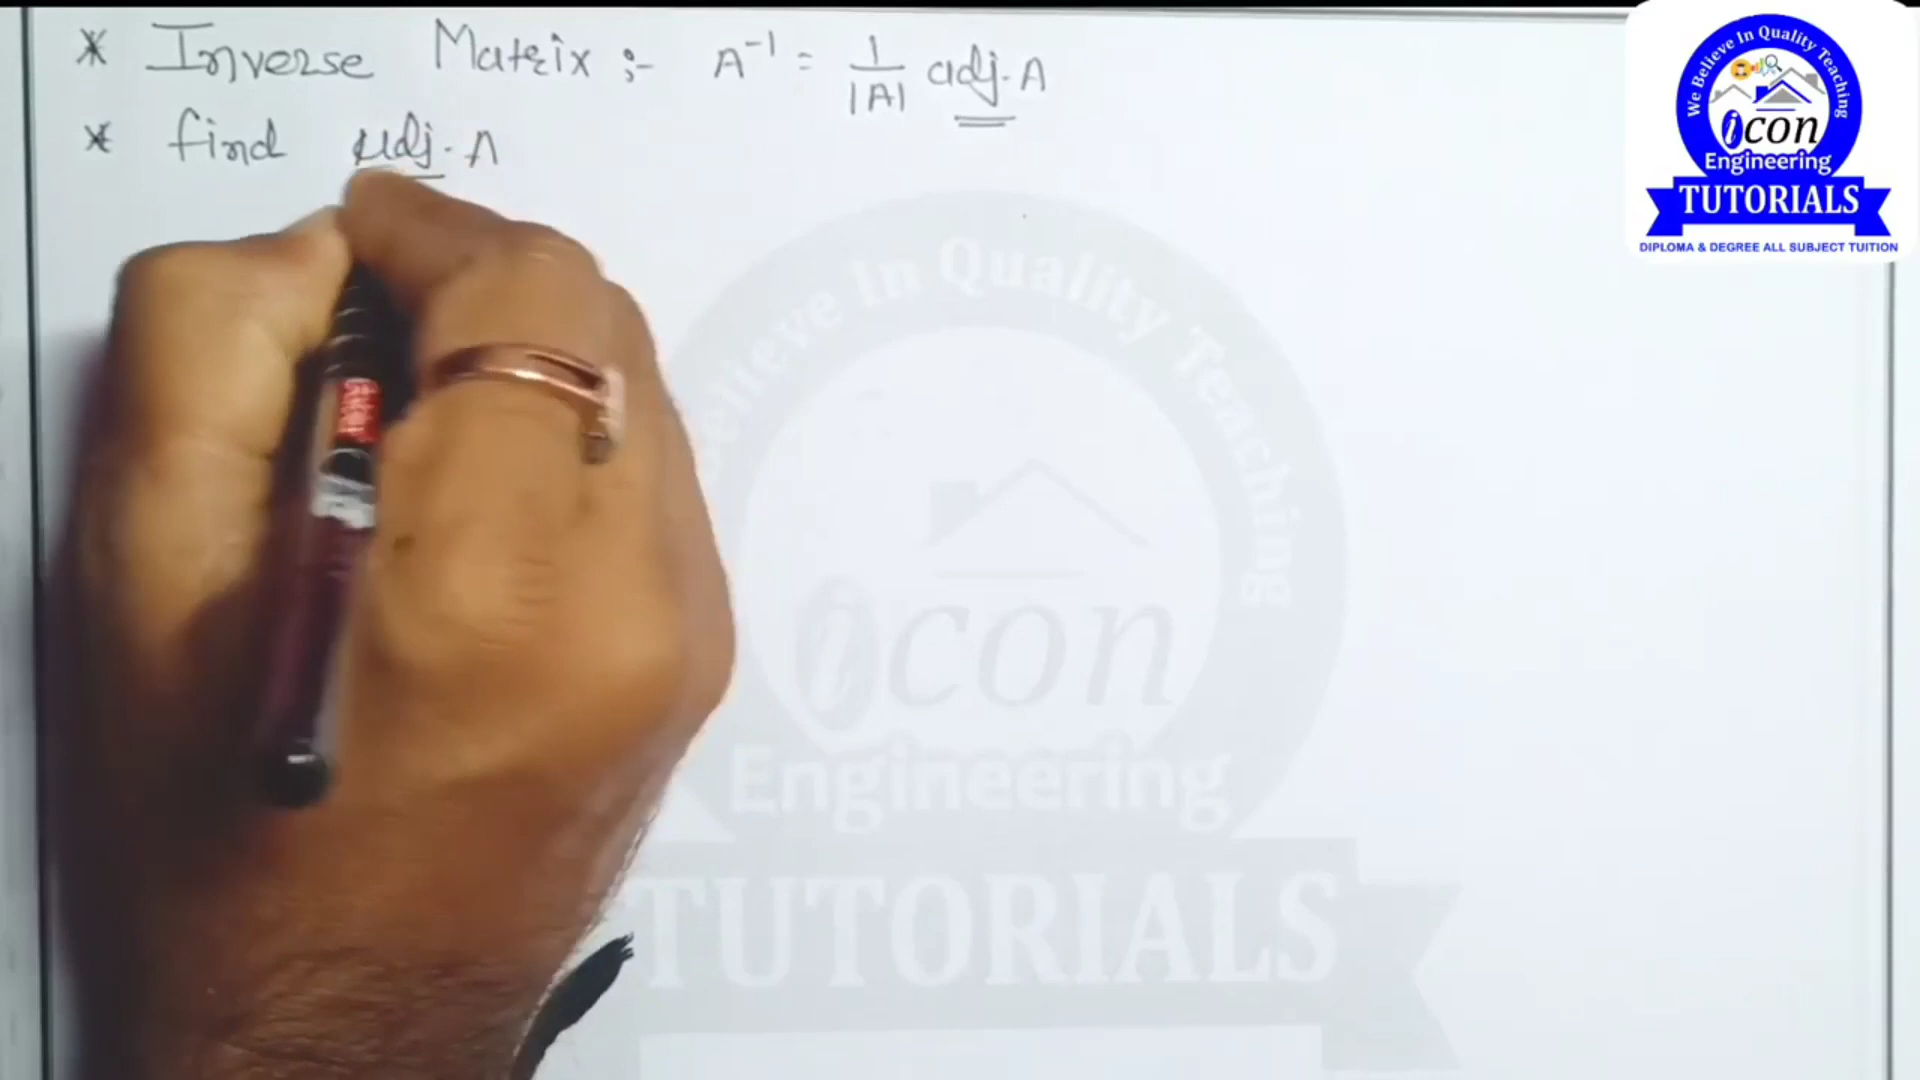 * Inverse Matrix :- A⁻¹ = 1/|A| adj. A
* find adj. A
We Believe In Quality Teaching
icon
Engineering
TUTORIALS
DIPLOMA & DEGREE ALL SUBJECT TUITION
Believe In Quality Teaching
icon
Engineering
TUTORIALS